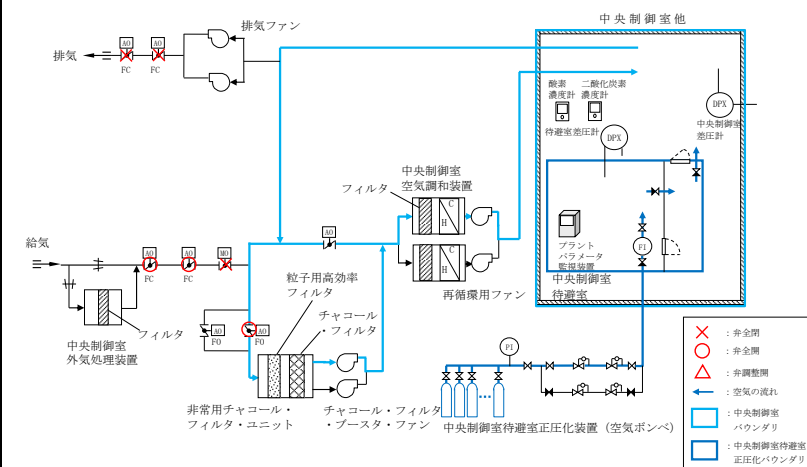 中央制御室他
排気ファン
排気
AO
AO
FC
FC
酸素
濃度計
二酸化炭素
濃度計
DPX
中央制御室
差圧計
待避室差圧計
DPX
中央制御室
空気調和装置
フィルタ
C
H
C
H
再循環用ファン
プラント
パラメータ
監視装置
FI
中央制御室
待避室
給気
AO
AO
MO
AO
FC
FC
フィルタ
中央制御室
外気処理装置
粒子用高効率
フィルタ
チャコール
・フィルタ
AO
FO
AO
FO
非常用チャコール・
フィルタ・ユニット
チャコール・フィルタ
・ブースタ・ファン
PI
中央制御室待避室正圧化装置（空気ボンベ）
：弁全閉
：弁全開
：弁調整開
：空気の流れ
：中央制御室
バウンダリ
：中央制御室待避室
正圧化バウンダリ